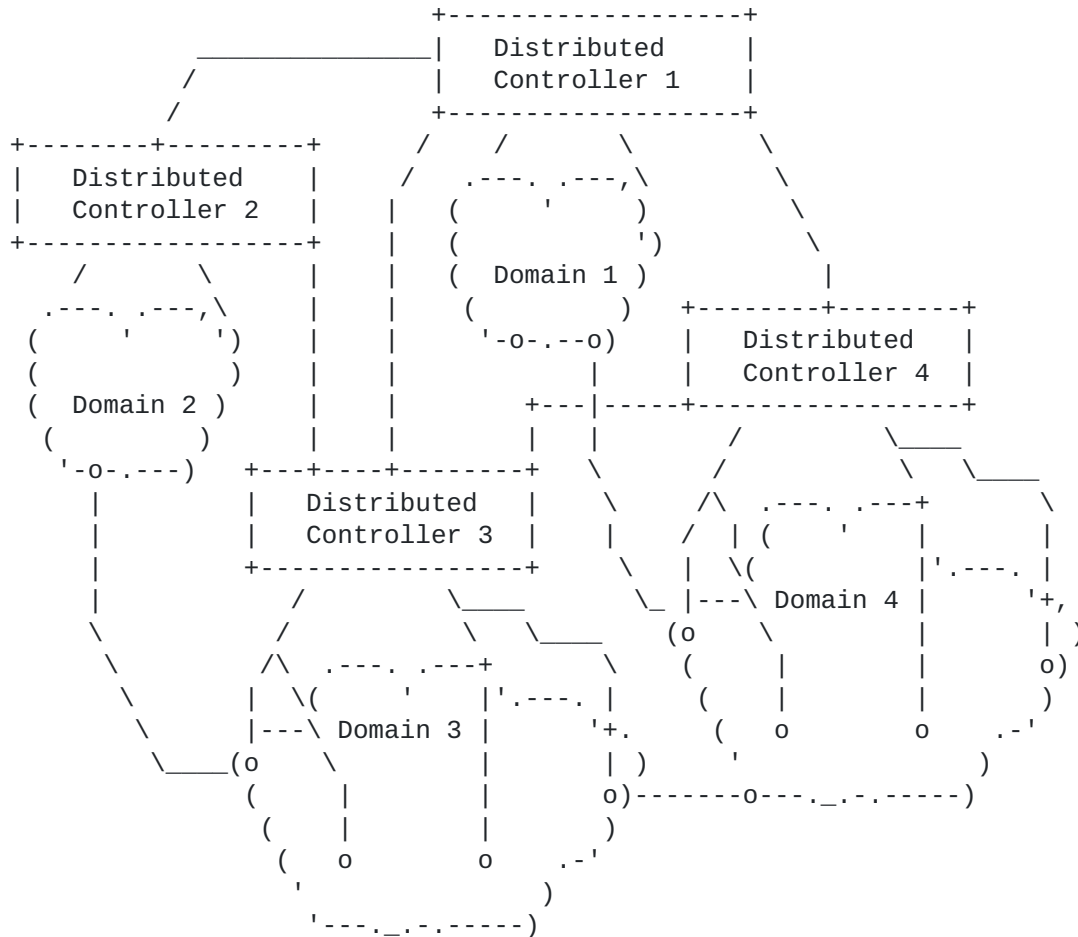 Distributed
Controller 1
Distributed
Controller 2
Domain 1
Distributed
Controller 4
Domain 2
Distributed
Controller 3
Domain 4
Domain 3